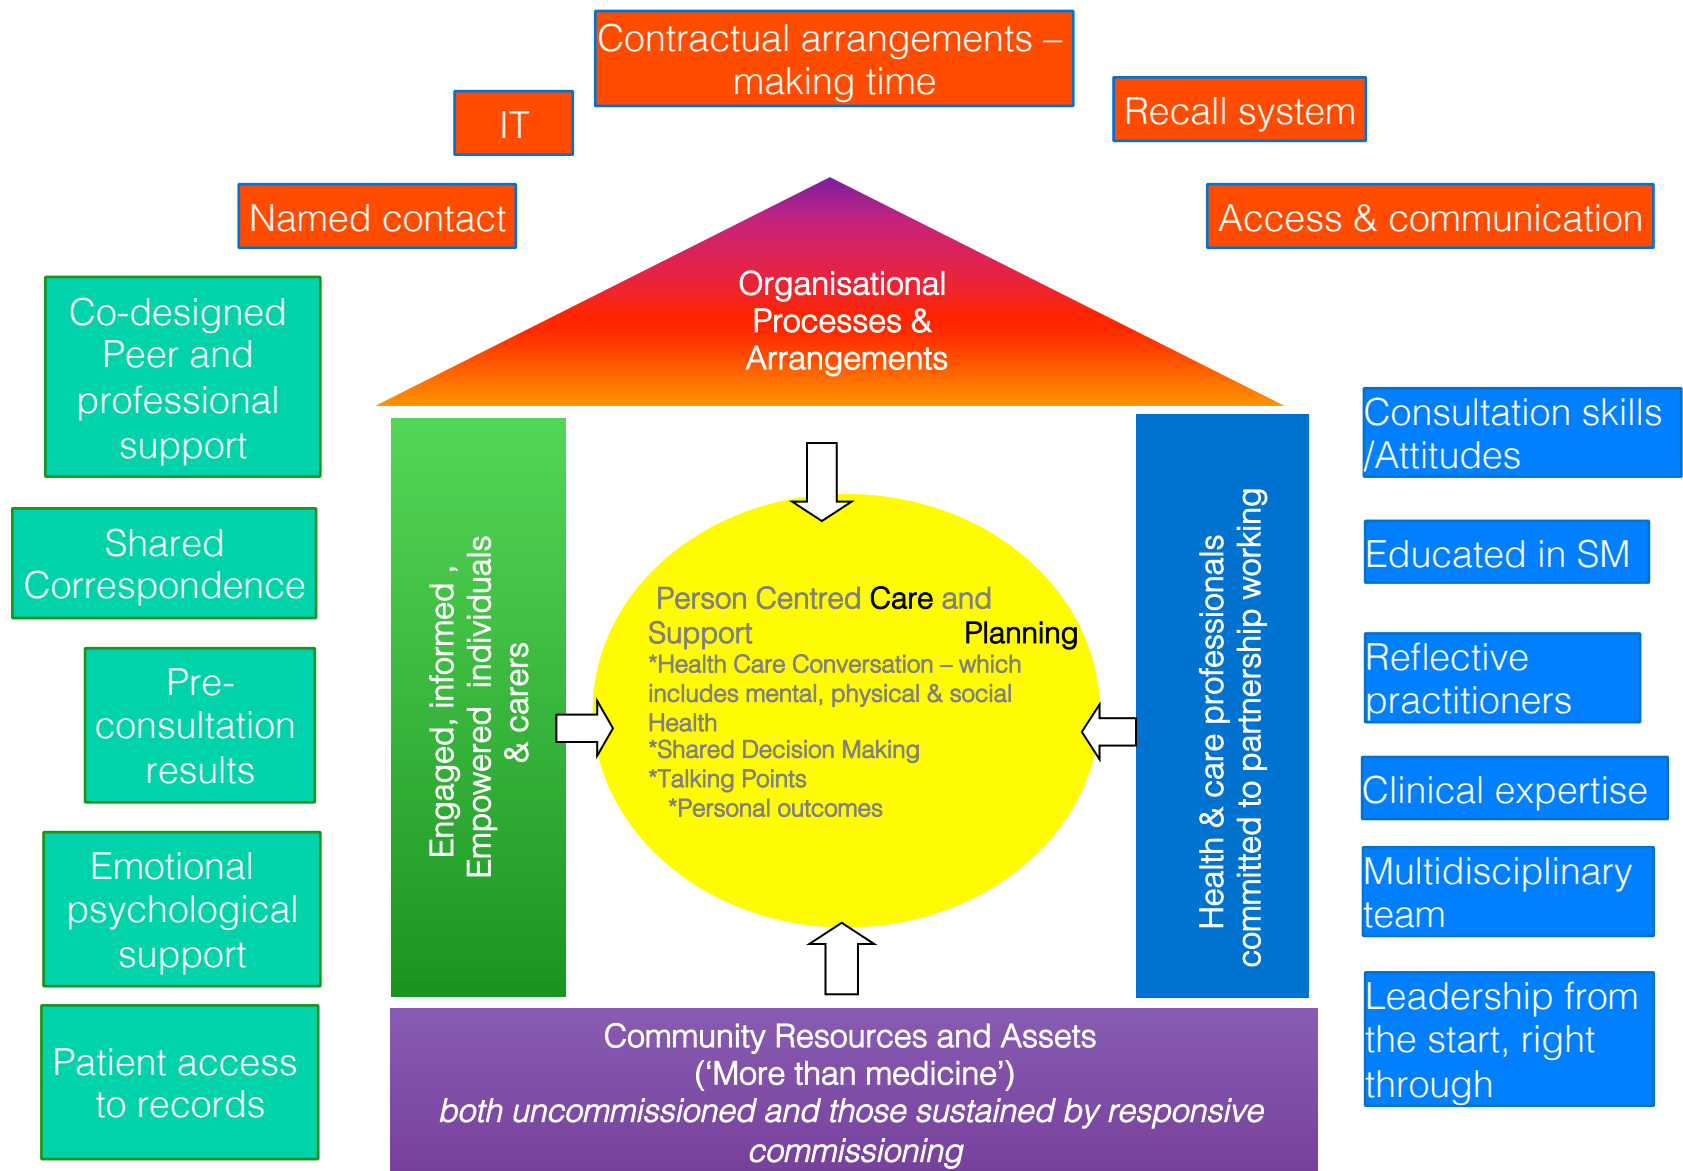 Contractual arrangements –
making time
IT
Recall system
Named contact
Access & communication
Organisational
Processes &
Arrangements
Co-designed
Peer and
professional
support
Shared
Correspondence
Pre-
consultation
results
Emotional
psychological
support
Patient access
to records
Engaged, informed ,
Empowered individuals
& carers
Person Centred Care and
Support Planning
*Health Care Conversation – which
includes mental, physical & social
Health
*Shared Decision Making
*Talking Points
*Personal outcomes
Health & care professionals
committed to partnership working
Consultation skills
/Attitudes
Educated in SM
Reflective
practitioners
Clinical expertise
Multidisciplinary
team
Leadership from
the start, right
through
Community Resources and Assets
(‘More than medicine’)
both uncommissioned and those sustained by responsive
commissioning